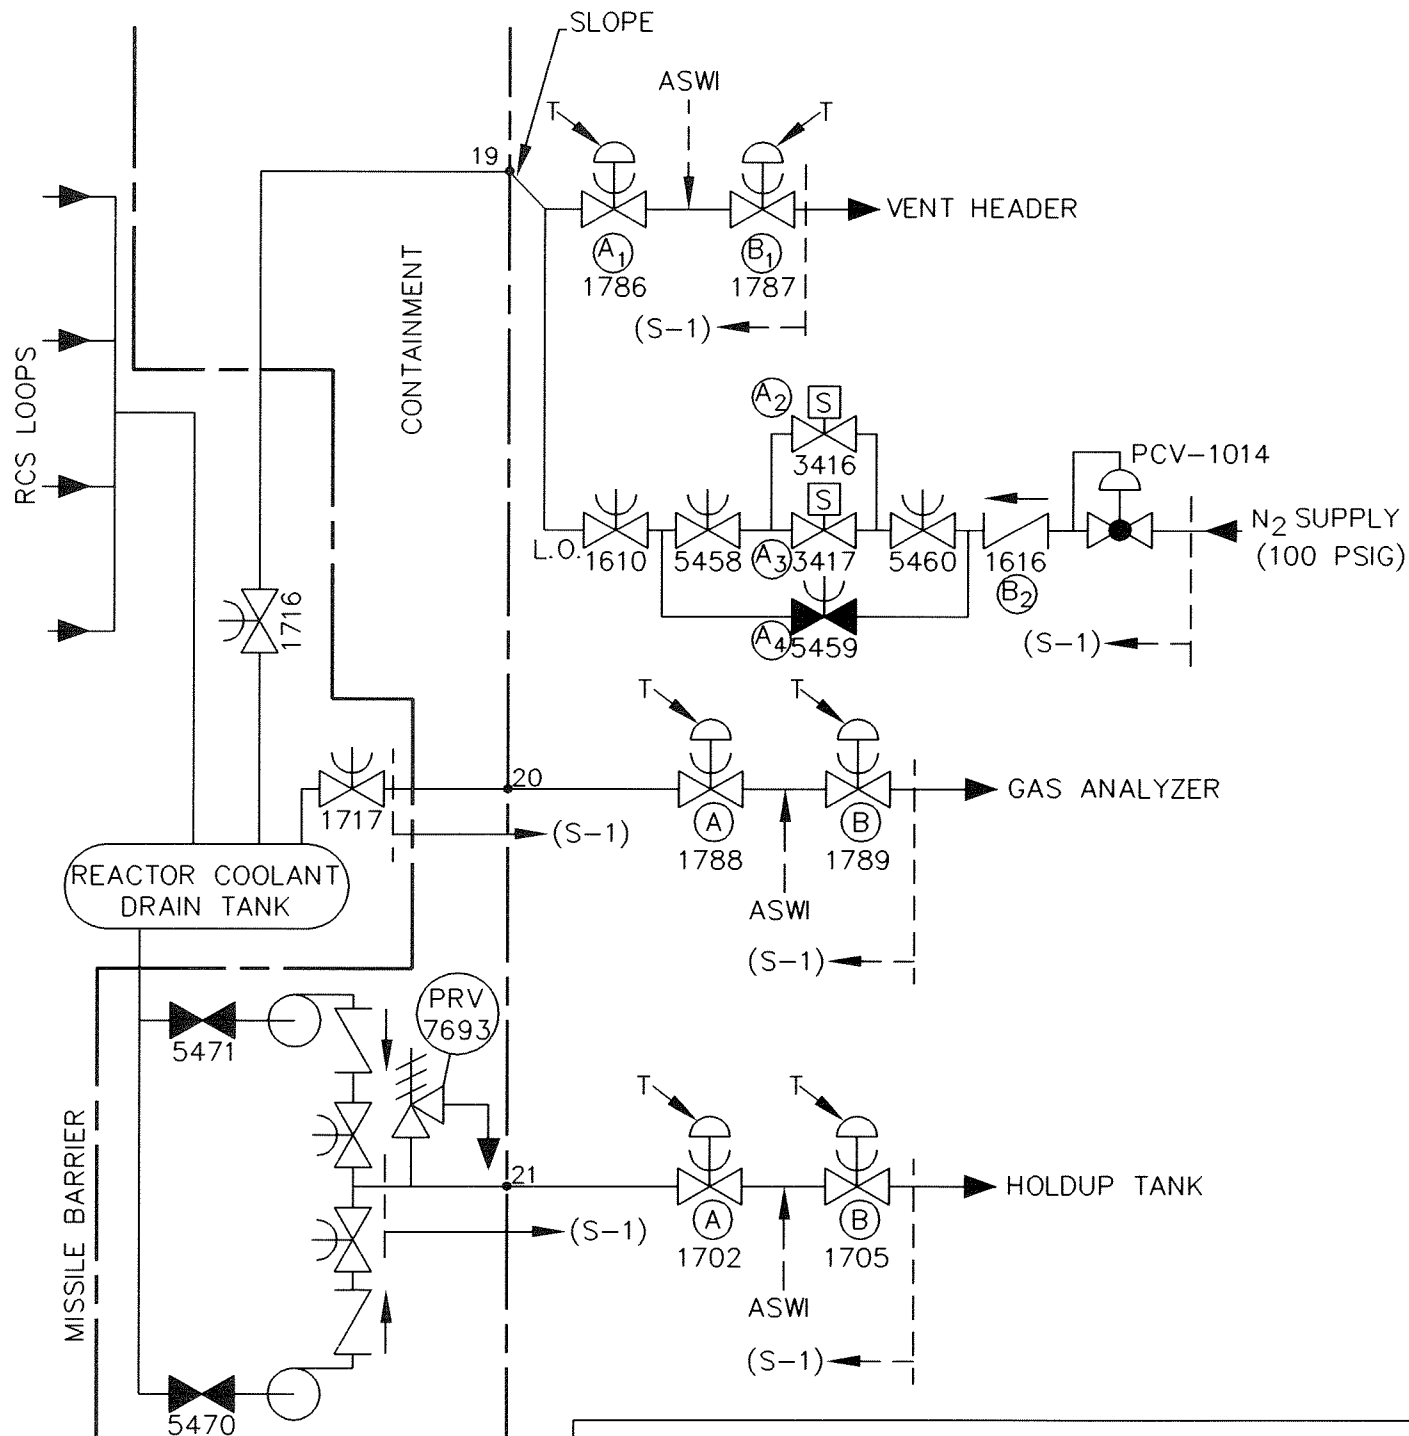 SLOPE
ASWI
T
T
19
VENT HEADER
A1
B1
1786
1787
(S-1)
CONTAINMENT
RCS LOOPS
A2
S
3416
PCV-1014
S
N2 SUPPLY
(100 PSIG)
L.O.
1610
5458
A3
3417
5460
1616
B2
1716
A4
5459
(S-1)
T
T
20
GAS ANALYZER
1717
(S-1)
A
B
1788
1789
REACTOR COOLANT
DRAIN TANK
ASWI
(S-1)
PRV
7693
5471
T
T
MISSILE BARRIER
21
HOLDUP TANK
(S-1)
A
B
1702
1705
ASWI
(S-1)
5470